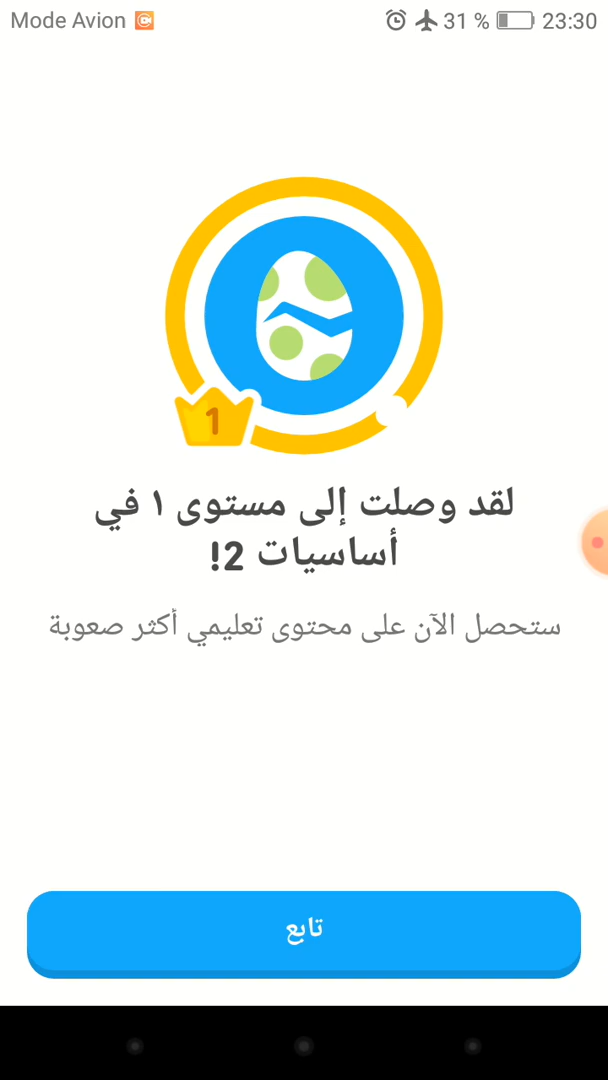 Mode Avion 31 % 23:30
1
لقد وصلت إلى مستوى ١ في
أساسيات 2!
ستحصل الآن على محتوى تعليمي أكثر صعوبة
تابع